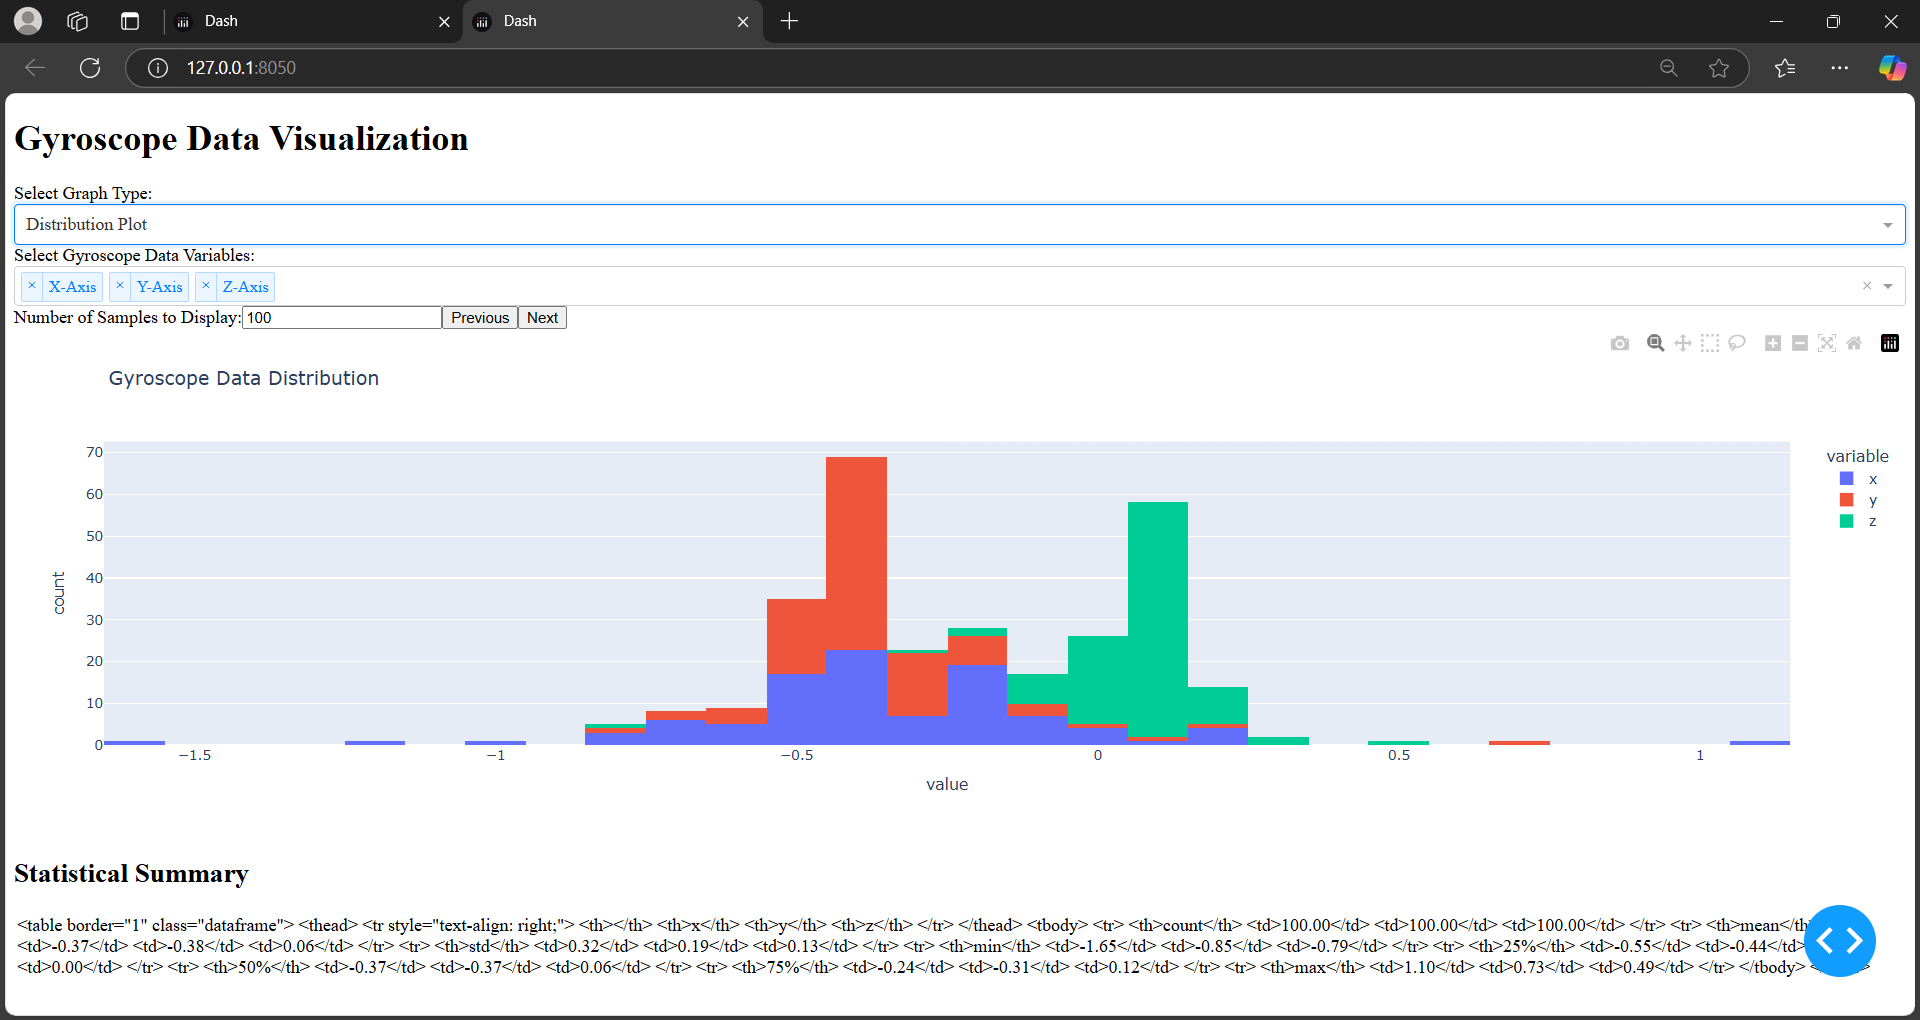 Dash
Dash
127.0.0.1:8050
Gyroscope Data Visualization
Select Graph Type:
Distribution Plot
Select Gyroscope Data Variables:
× X-Axis × Y-Axis × Z-Axis
Number of Samples to Display: 100 Previous Next
Gyroscope Data Distribution
70
60
50
40
30
20
10
0
count
−1.5 −1 −0.5 0 0.5 1
value
variable
x
y
z
Statistical Summary
<table border="1" class="dataframe"> <thead> <tr style="text-align: right;"> <th></th> <th>x</th> <th>y</th> <th>z</th> </tr> </thead> <tbody> <tr> <th>count</th> <td>100.00</td> <td>100.00</td> <td>100.00</td> </tr> <tr> <th>mean</th
<td>-0.37</td> <td>-0.38</td> <td>0.06</td> </tr> <tr> <th>std</th> <td>0.32</td> <td>0.19</td> <td>0.13</td> </tr> <tr> <th>min</th> <td>-1.65</td> <td>-0.85</td> <td>-0.79</td> </tr> <tr> <th>25%</th> <td>-0.55</td> <td>-0.44</td>
<td>0.00</td> </tr> <tr> <th>50%</th> <td>-0.37</td> <td>-0.37</td> <td>0.06</td> </tr> <tr> <th>75%</th> <td>-0.24</td> <td>-0.31</td> <td>0.12</td> </tr> <tr> <th>max</th> <td>1.10</td> <td>0.73</td> <td>0.49</td> </tr> </tbody>